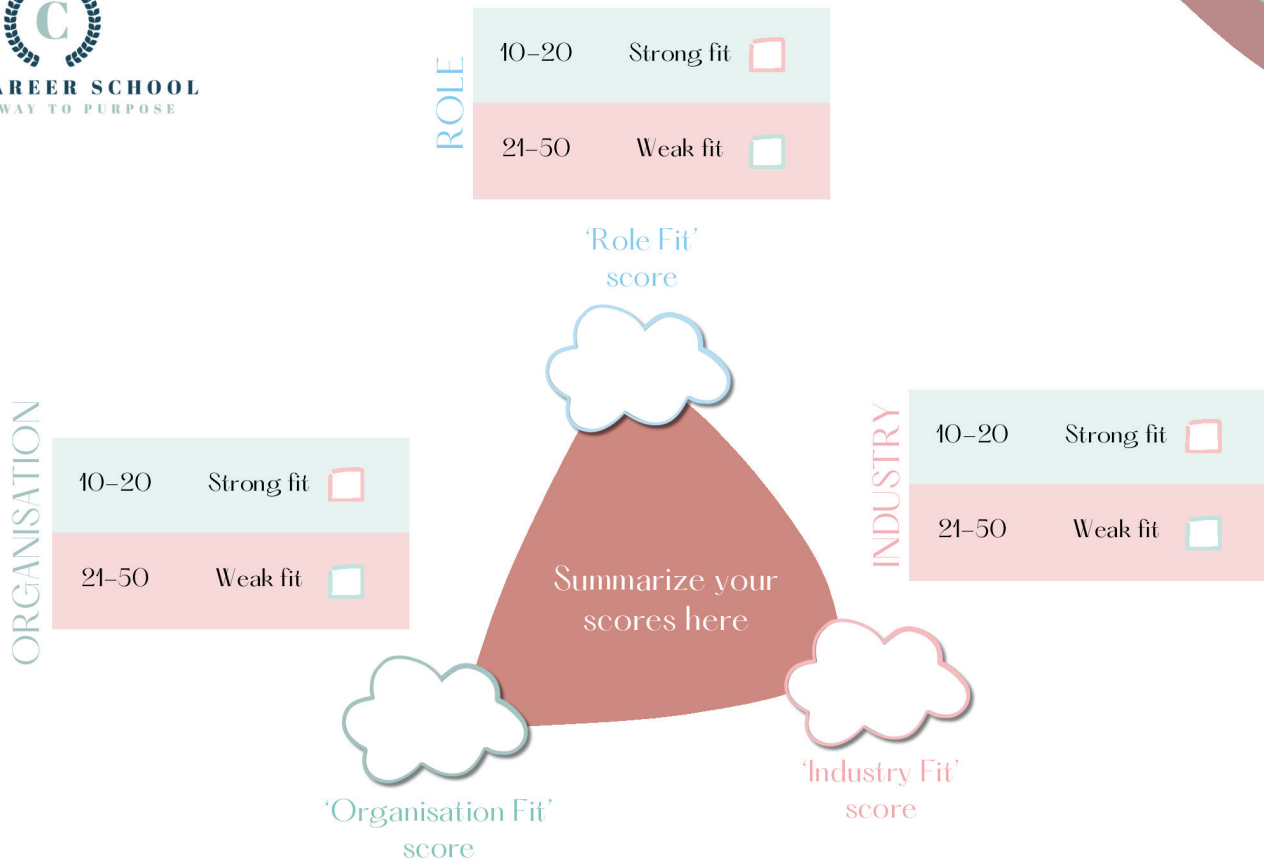 C
AREER SCHOOL
WAY TO PURPOSE
ROLE
10–20 Strong fit
21–50 Weak fit
‘Role Fit’
score
ORGANISATION
10–20 Strong fit
21–50 Weak fit
INDUSTRY
10–20 Strong fit
21–50 Weak fit
Summarize your
scores here
‘Organisation Fit’
score
‘Industry Fit’
score